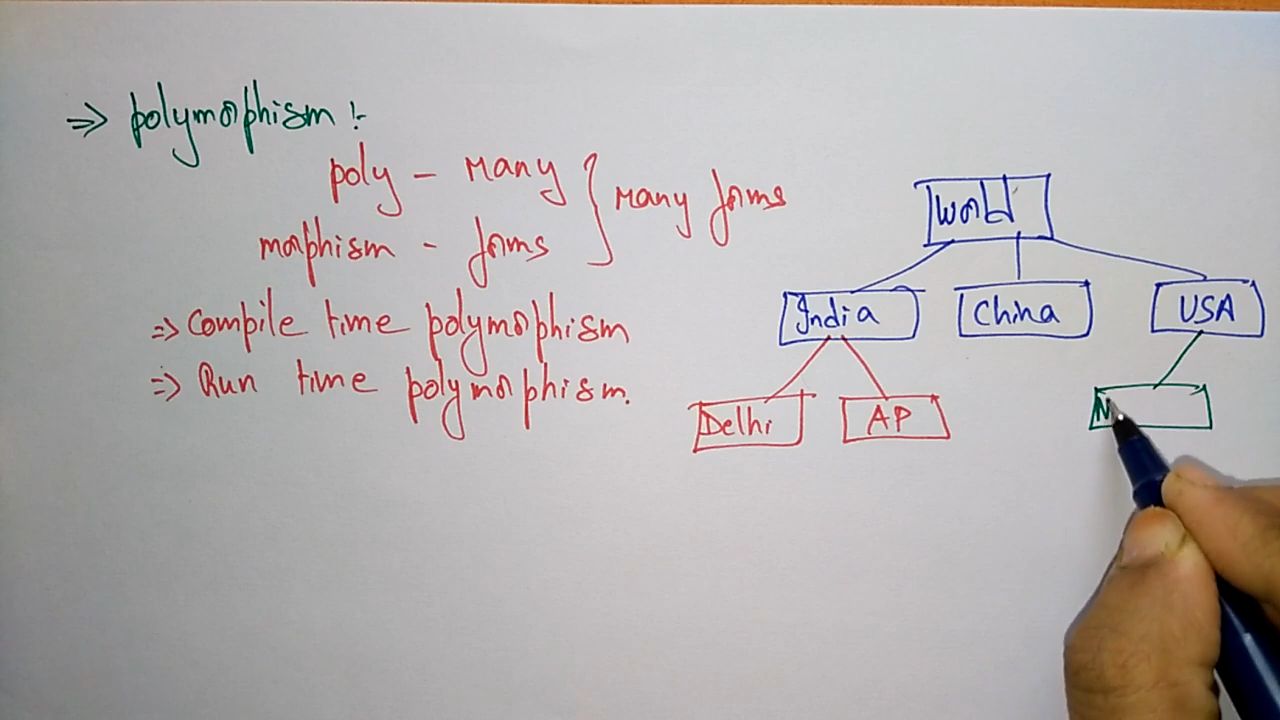 => polymorphism :-
poly - Many
morphism - forms
Many forms
=> Compile time polymorphism
=> Run time polymorphism.
World
India China USA
Delhi AP N